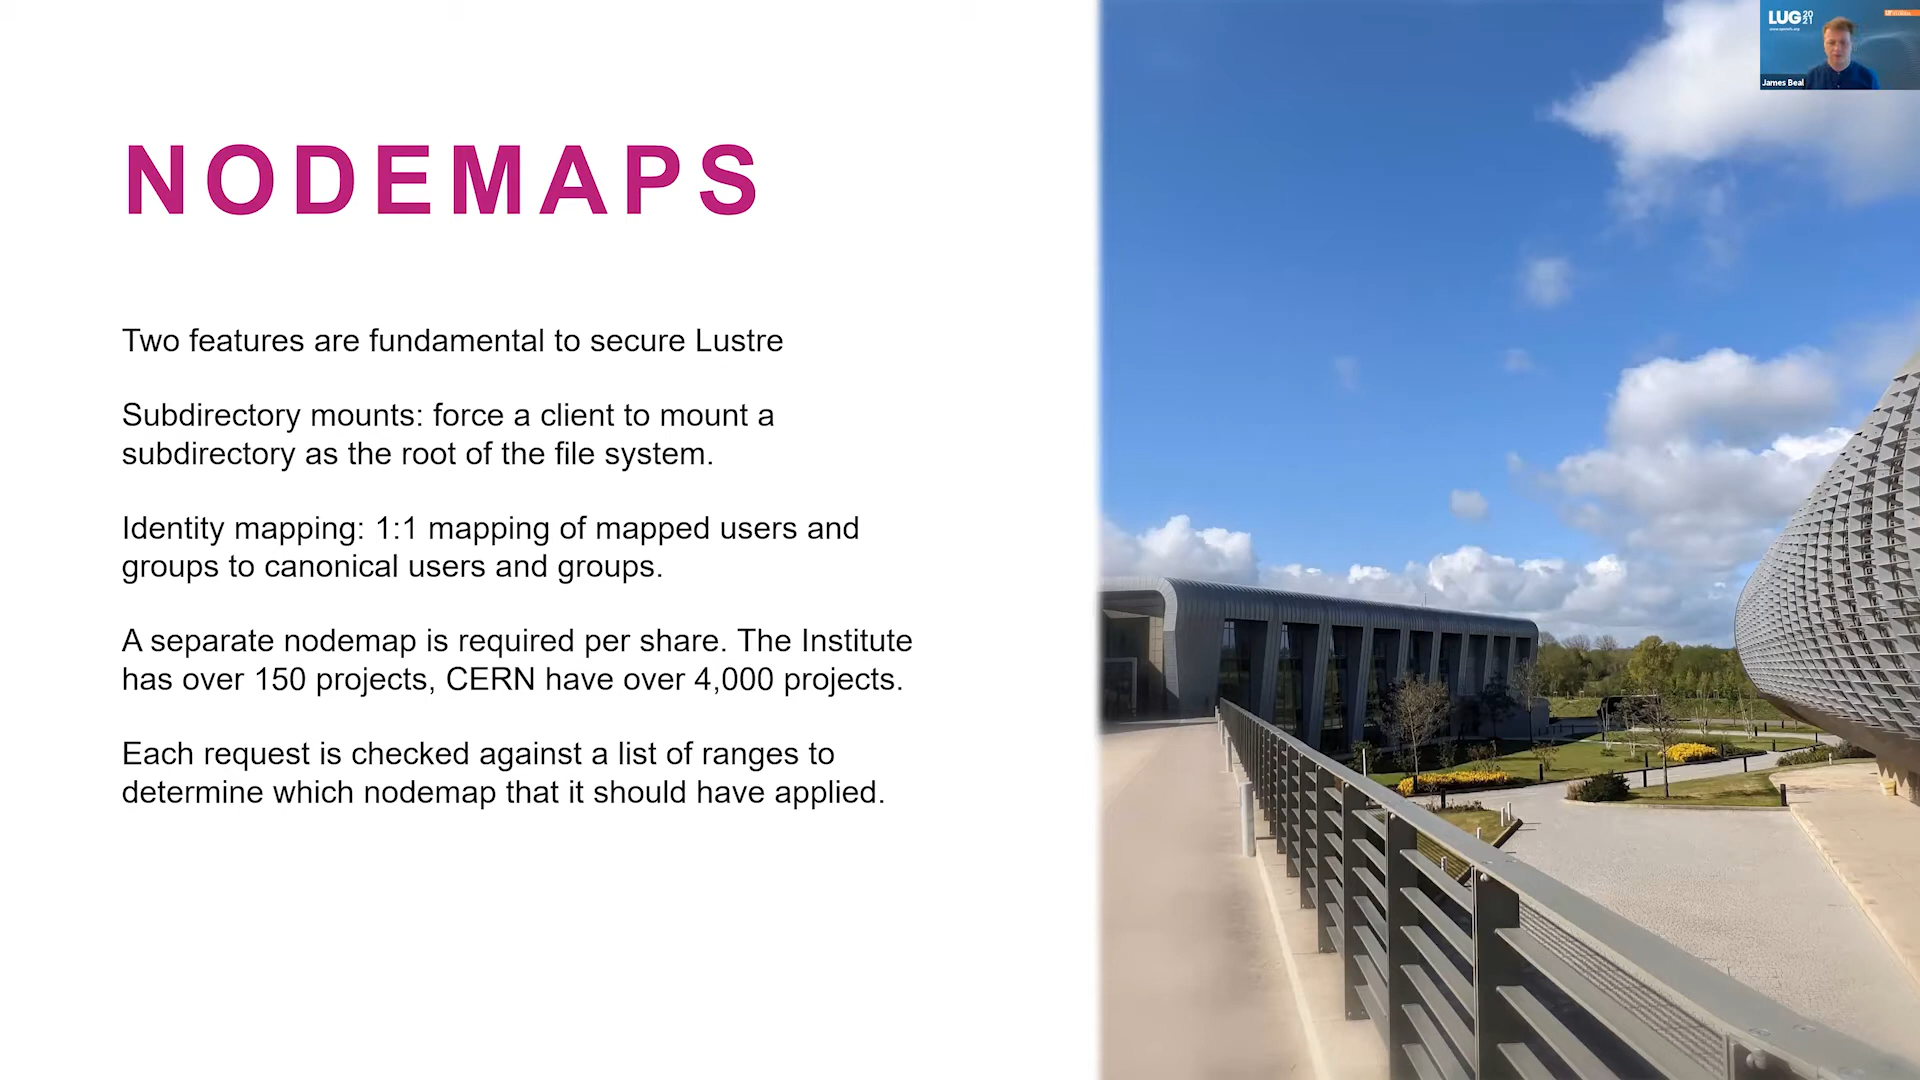 NODEMAPS
Two features are fundamental to secure Lustre
Subdirectory mounts: force a client to mount a
subdirectory as the root of the file system.
Identity mapping: 1:1 mapping of mapped users and
groups to canonical users and groups.
A separate nodemap is required per share. The Institute
has over 150 projects, CERN have over 4,000 projects.
Each request is checked against a list of ranges to
determine which nodemap that it should have applied.
LUG 2021
James Beal